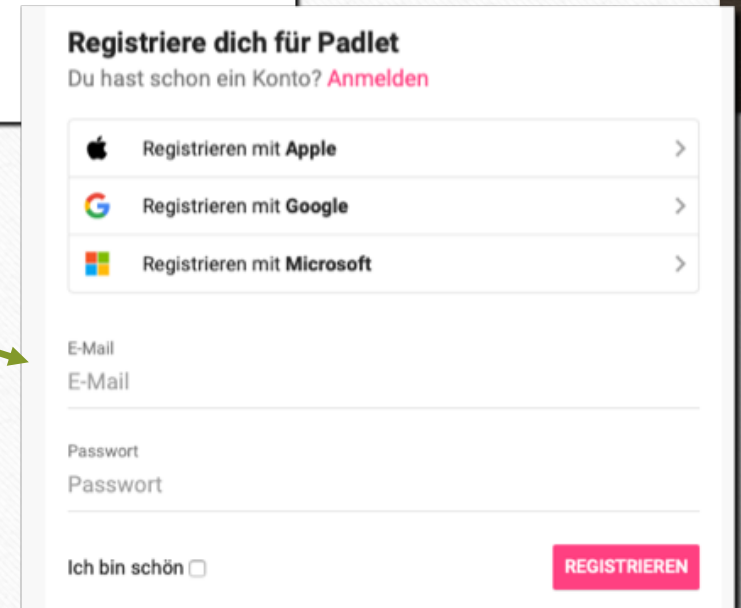 Registriere dich für Padlet
Du hast schon ein Konto? Anmelden
Registrieren mit Apple
Registrieren mit Google
Registrieren mit Microsoft
E-Mail
E-Mail
Passwort
Passwort
Ich bin schön REGISTRIEREN